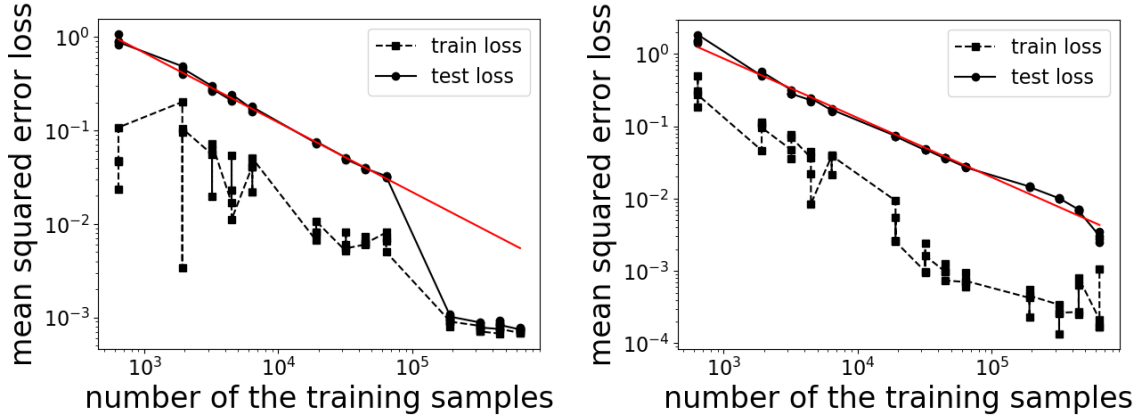 mean squared error loss
10⁰
10⁻¹
10⁻²
10⁻³
train loss
test loss
10³
10⁴
10⁵
number of the training samples
mean squared error loss
10⁰
10⁻¹
10⁻²
10⁻³
10⁻⁴
train loss
test loss
10³
10⁴
10⁵
number of the training samples